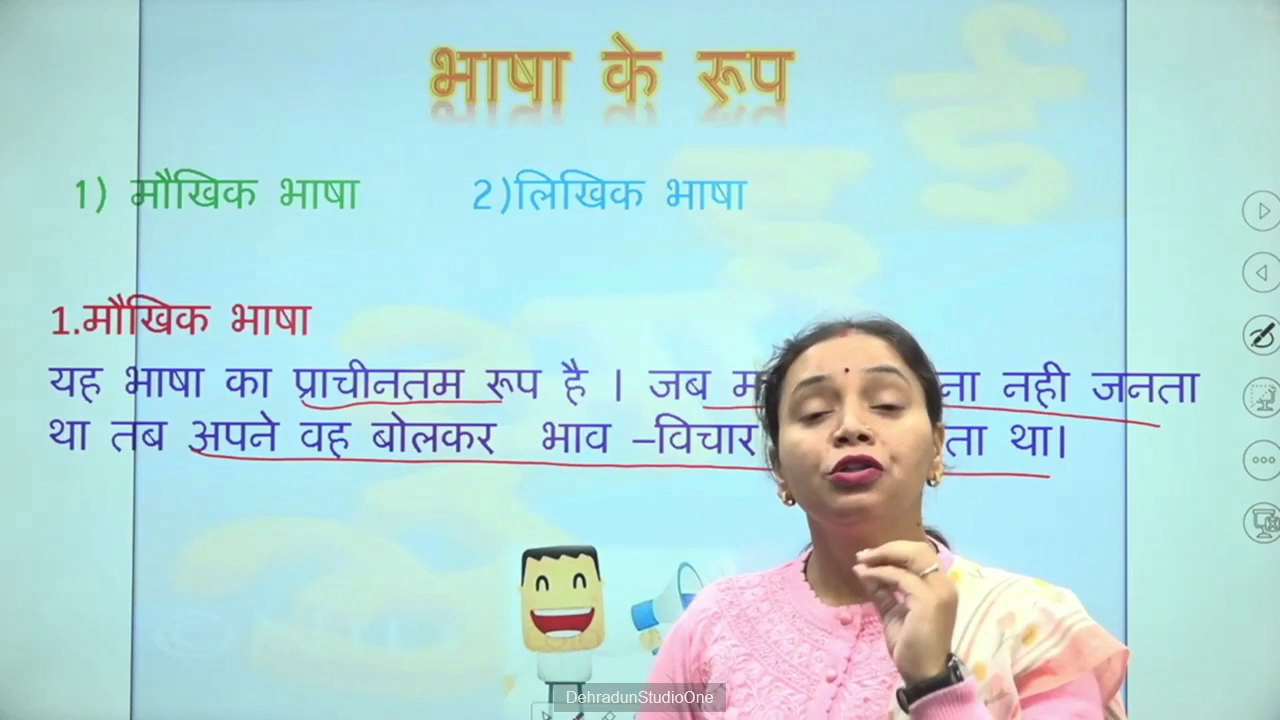 भाषा के रूप
1) मौखिक भाषा 2)लिखिक भाषा
1.मौखिक भाषा
यह भाषा का प्राचीनतम रूप है । जब नही जनता
था तब अपने वह बोलकर भाव –विचार था।
DehradunStudioOne